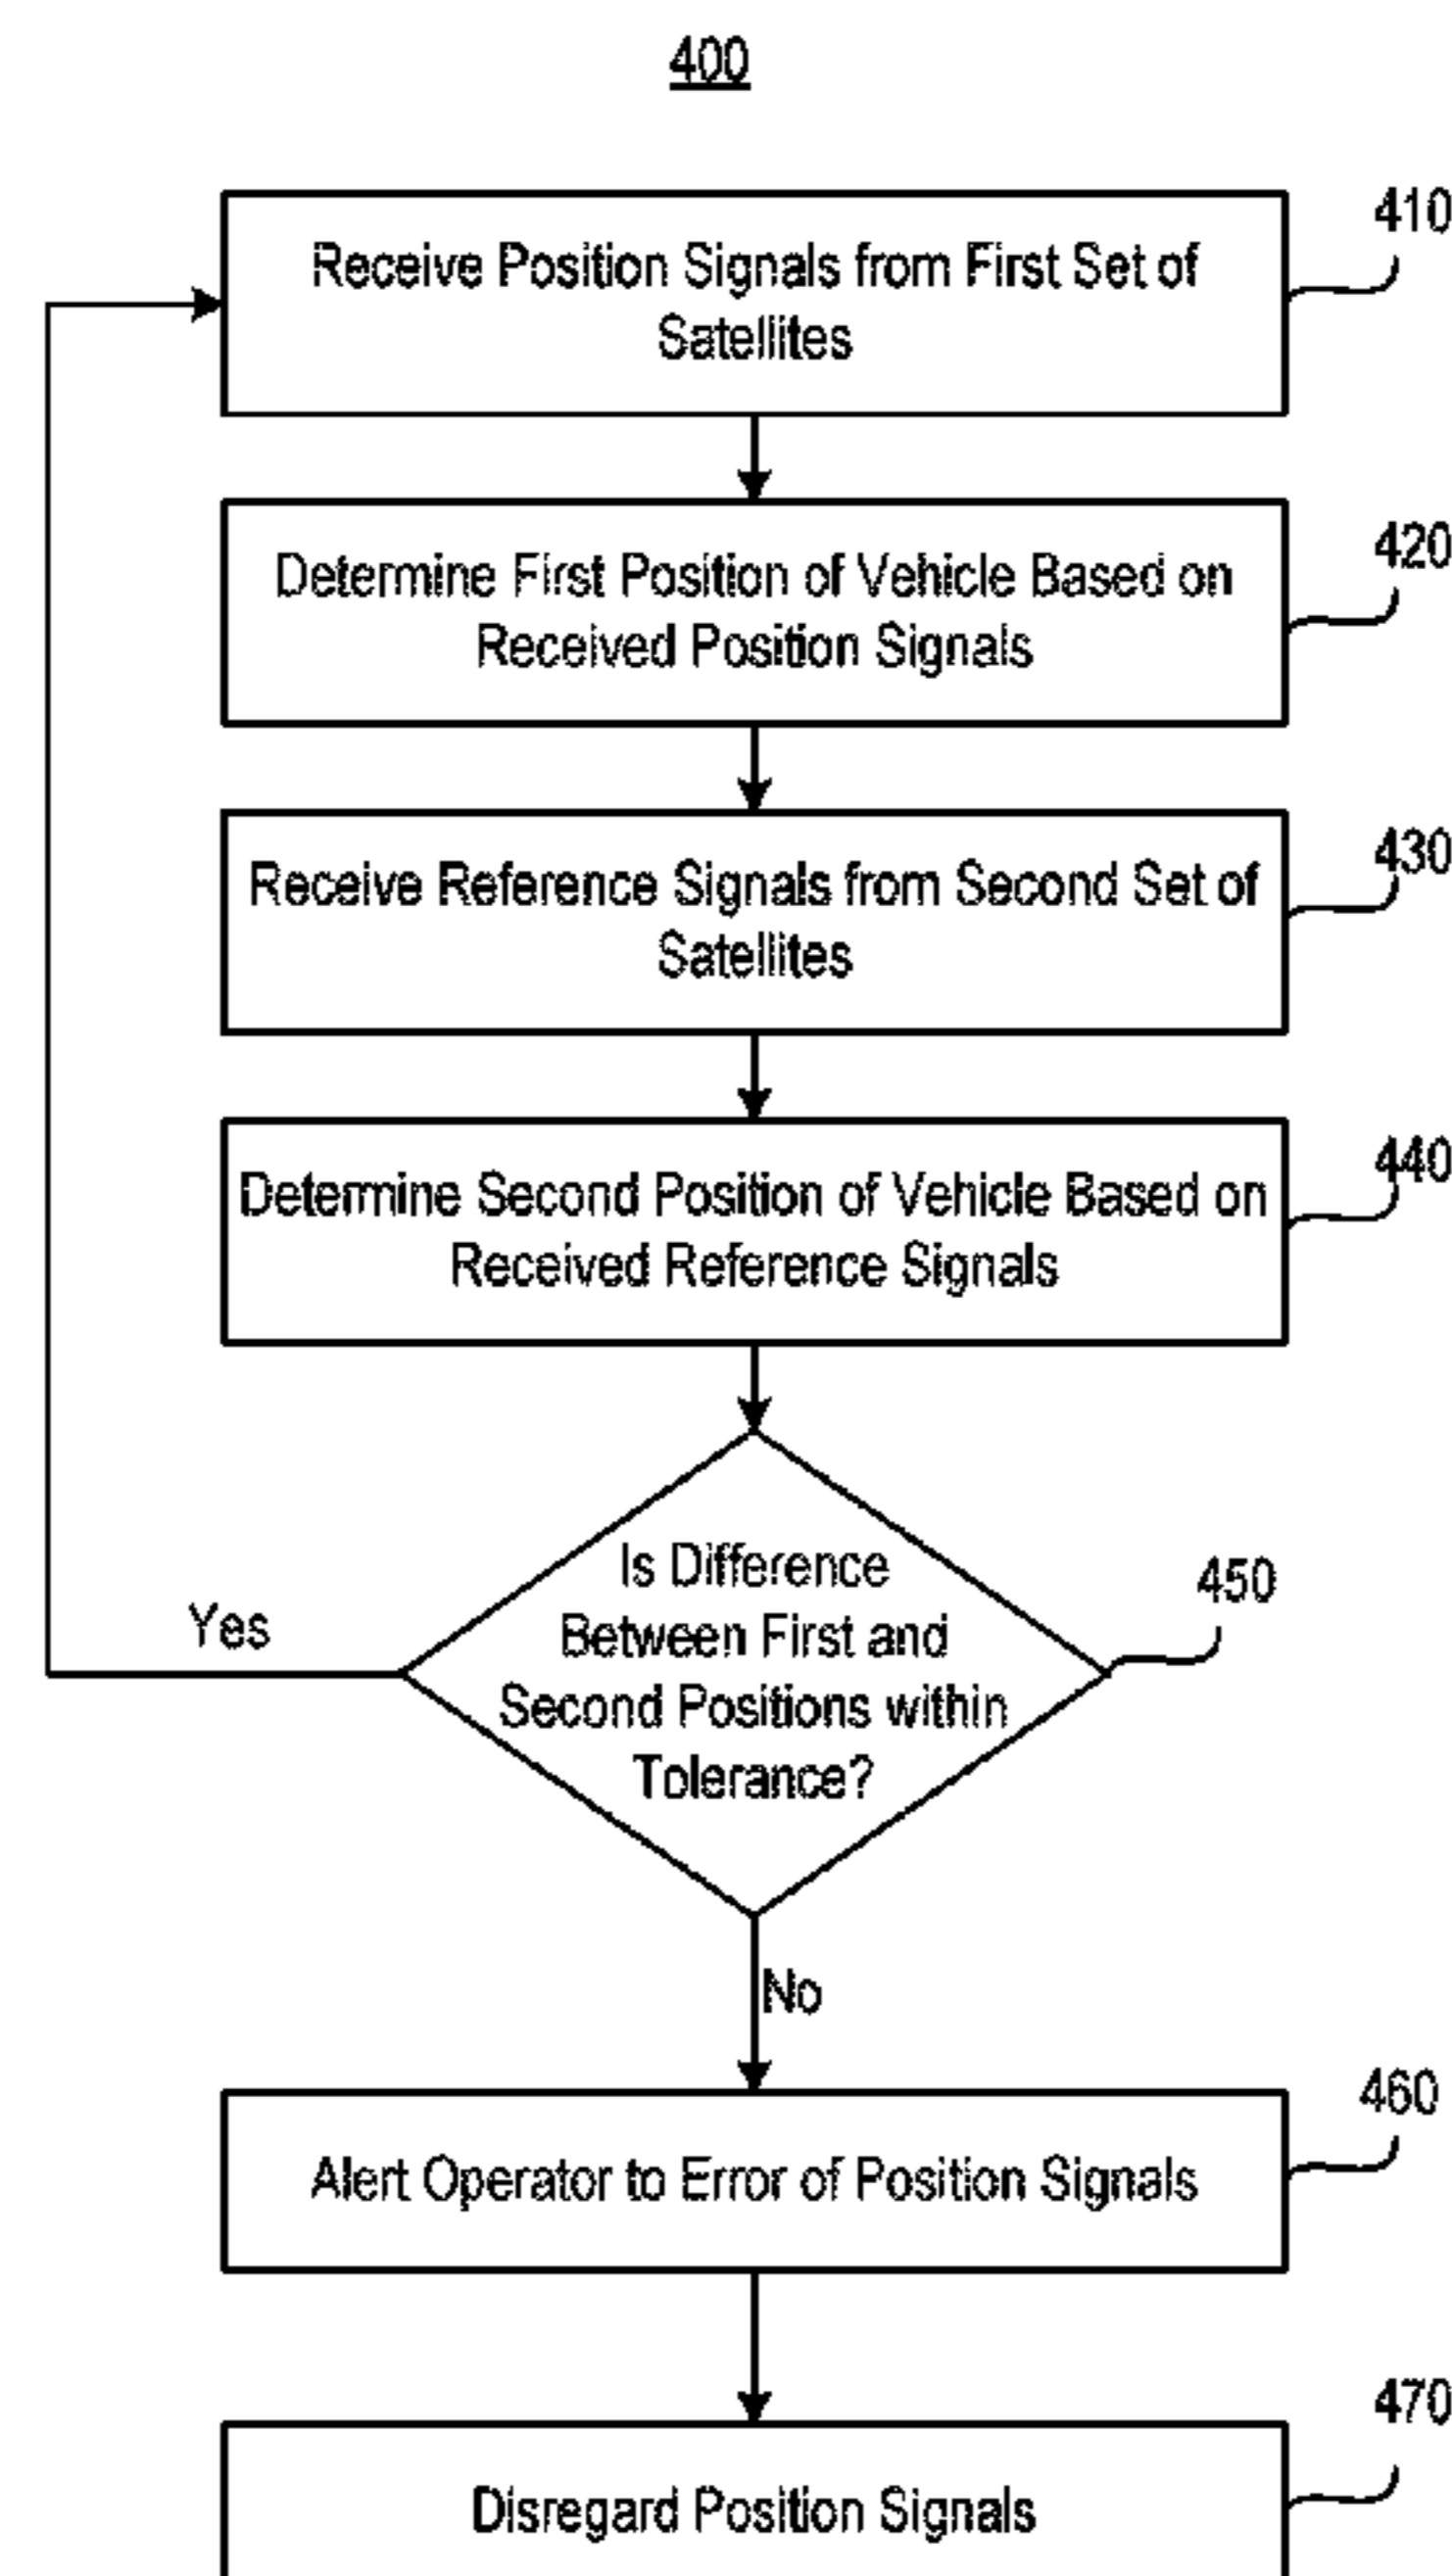 400
410
Receive Position Signals from First Set of
Satellites
420
Determine First Position of Vehicle Based on
Received Position Signals
430
Receive Reference Signals from Second Set of
Satellites
440
Determine Second Position of Vehicle Based on
Received Reference Signals
450
Is Difference
Between First and
Second Positions within
Tolerance?
Yes
No
460
Alert Operator to Error of Position Signals
470
Disregard Position Signals